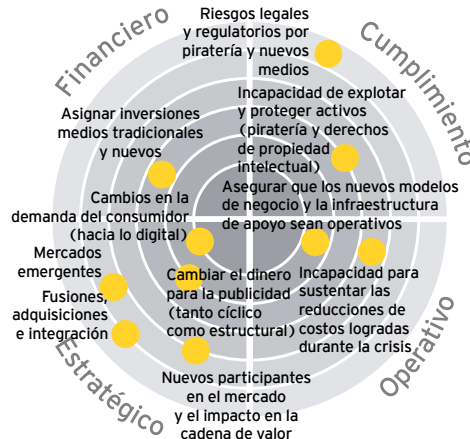 Financiero
Riesgos legales
y regulatorios por
piratería y nuevos
medios
Cumplimiento
Asignar inversiones
medios tradicionales
y nuevos
Incapacidad de explotar
y proteger activos
(piratería y derechos
de propiedad
intelectual)
Cambios en la
demanda del consumidor
(hacia lo digital)
Asegurar que los nuevos modelos
de negocio y la infraestructura
de apoyo sean operativos
Mercados
emergentes
Fusiones,
adquisiciones
e integración
Cambiar el dinero
para la publicidad
(tanto cíclico
como estructural)
Incapacidad para
sustentar las
reducciones de
costos logradas
durante la crisis
Estratégico
Nuevos participantes
en el mercado
y el impacto en la
cadena de valor
Operativo